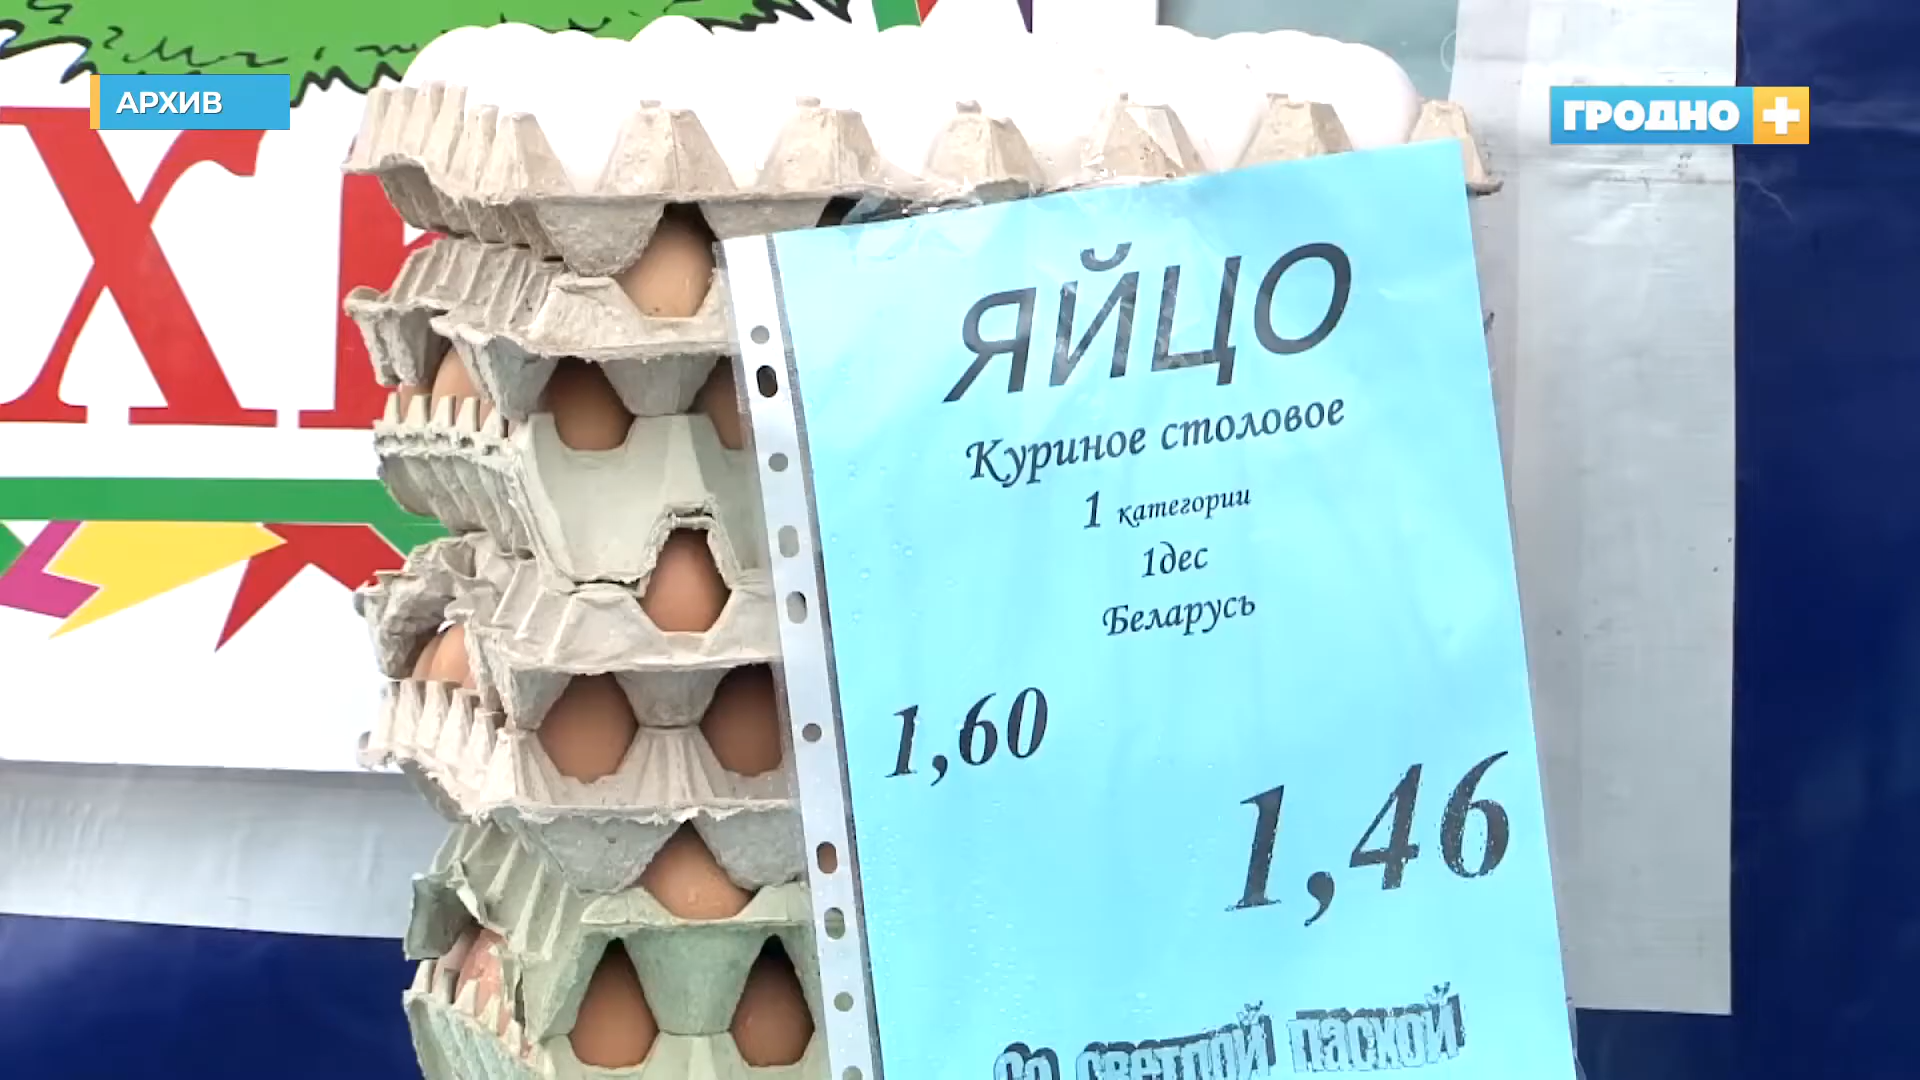 АРХИВ
ГРОДНО +
ЯЙЦО
Куриное столовое
1 категории
1дес
Беларусь
1,60
1,46
Со светлой пасхой